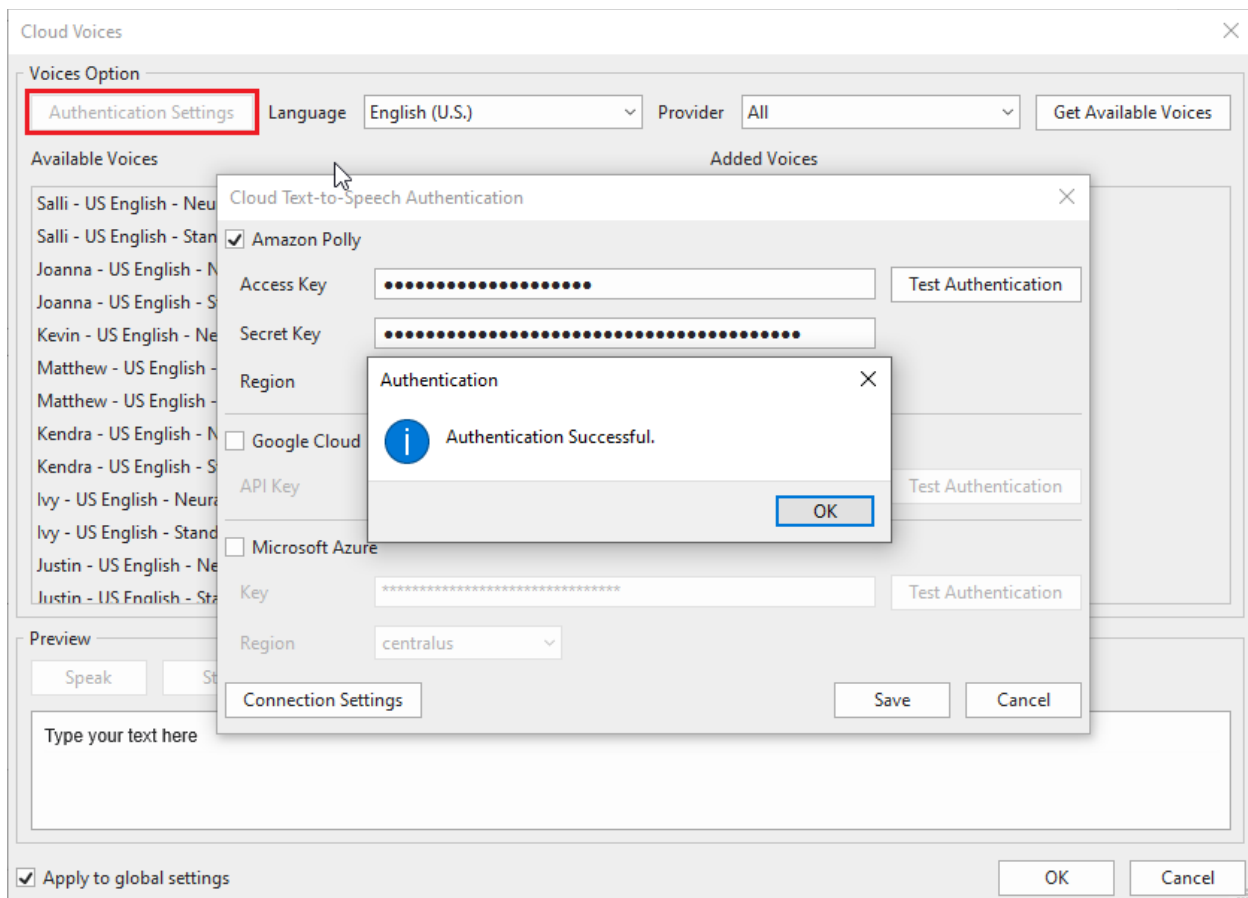 Cloud Voices
Voices Option
Authentication Settings Language English (U.S.) Provider All Get Available Voices
Available Voices Added Voices
Salli - US English - Neu
Salli - US English - Stan
Joanna - US English - N
Joanna - US English - S
Kevin - US English - Ne
Matthew - US English -
Matthew - US English -
Kendra - US English - N
Kendra - US English - S
Ivy - US English - Neura
Ivy - US English - Stand
Justin - US English - Ne
Justin - US English - Sta
Cloud Text-to-Speech Authentication
Amazon Polly
Access Key ●●●●●●●●●●●●●●●●●●●● Test Authentication
Secret Key ●●●●●●●●●●●●●●●●●●●●●●●●●●●●●●●●●●●●●●●●
Region
Authentication
Authentication Successful.
OK
Google Cloud
API Key Test Authentication
Microsoft Azure
Key ******************************** Test Authentication
Region centralus
Connection Settings Save Cancel
Preview
Speak St
Type your text here
Apply to global settings OK Cancel